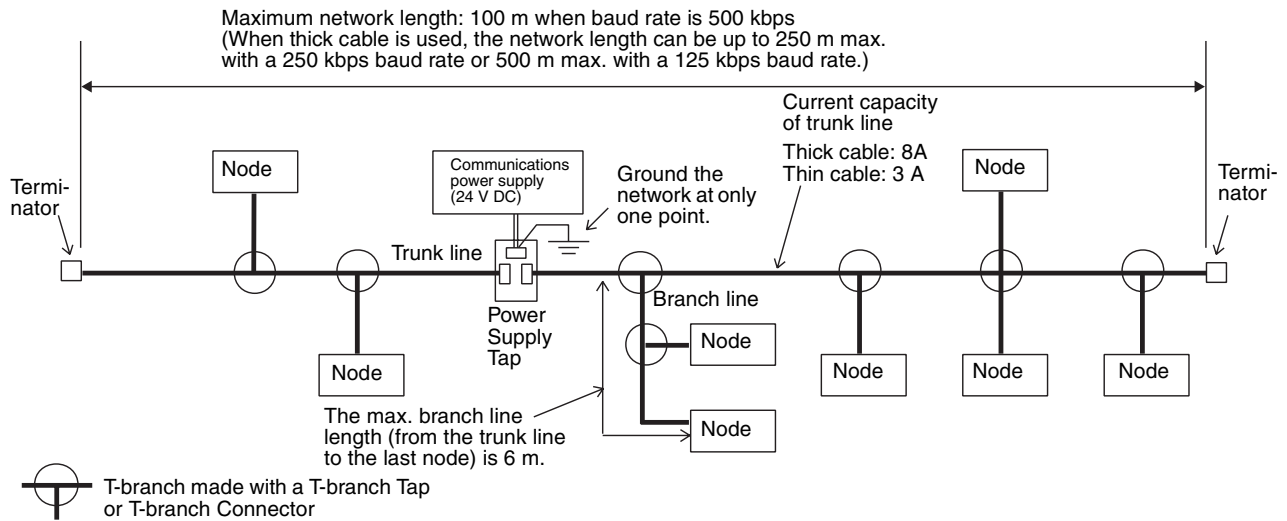 Maximum network length: 100 m when baud rate is 500 kbps
(When thick cable is used, the network length can be up to 250 m max.
with a 250 kbps baud rate or 500 m max. with a 125 kbps baud rate.)
Current capacity
of trunk line
Thick cable: 8A
Thin cable: 3 A
Termi-
nator
Node
Communications
power supply
(24 V DC)
Ground the
network at only
one point.
Node
Termi-
nator
Trunk line
Power
Supply
Tap
Branch line
Node
Node
Node
Node
Node
Node
The max. branch line
length (from the trunk line
to the last node) is 6 m.
T-branch made with a T-branch Tap
or T-branch Connector